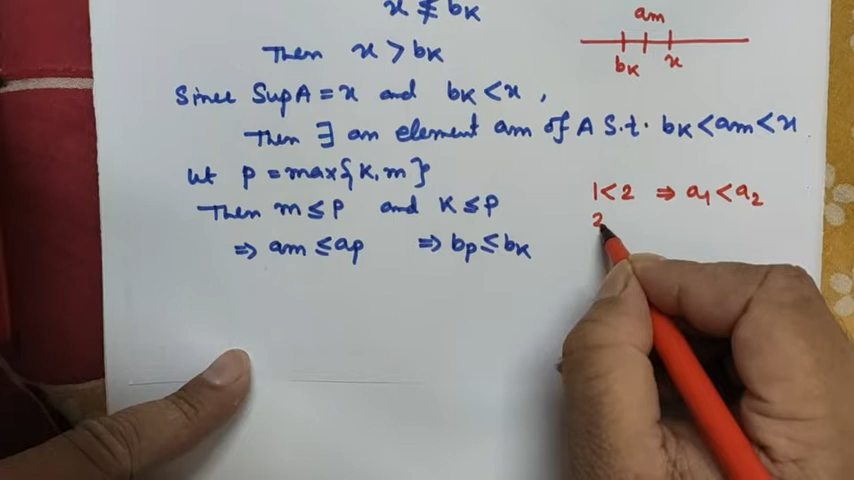 x ≰ bK
Then x > bK
am
bK x
Since Sup A = x and bK < x ,
Then ∃ an element am of A S.t. bK < am < x
let p = max{K, m}
Then m ≤ p and K ≤ p
⇒ am ≤ ap ⇒ bp ≤ bK
1 < 2 ⇒ a1 < a2
2